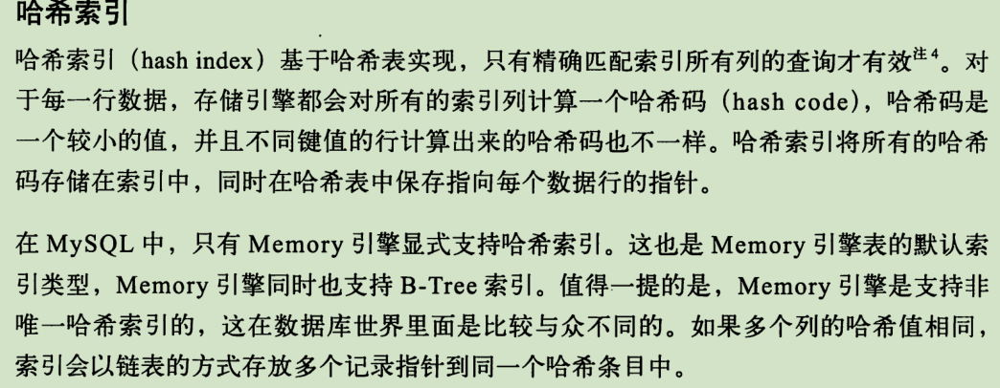 哈希索引
哈希索引（hash index）基于哈希表实现，只有精确匹配索引所有列的查询才有效注4。对
于每一行数据，存储引擎都会对所有的索引列计算一个哈希码（hash code），哈希码是
一个较小的值，并且不同键值的行计算出来的哈希码也不一样。哈希索引将所有的哈希
码存储在索引中，同时在哈希表中保存指向每个数据行的指针。
在 MySQL 中，只有 Memory 引擎显式支持哈希索引。这也是 Memory 引擎表的默认索
引类型，Memory 引擎同时也支持 B-Tree 索引。值得一提的是，Memory 引擎是支持非
唯一哈希索引的，这在数据库世界里面是比较与众不同的。如果多个列的哈希值相同，
索引会以链表的方式存放多个记录指针到同一个哈希条目中。